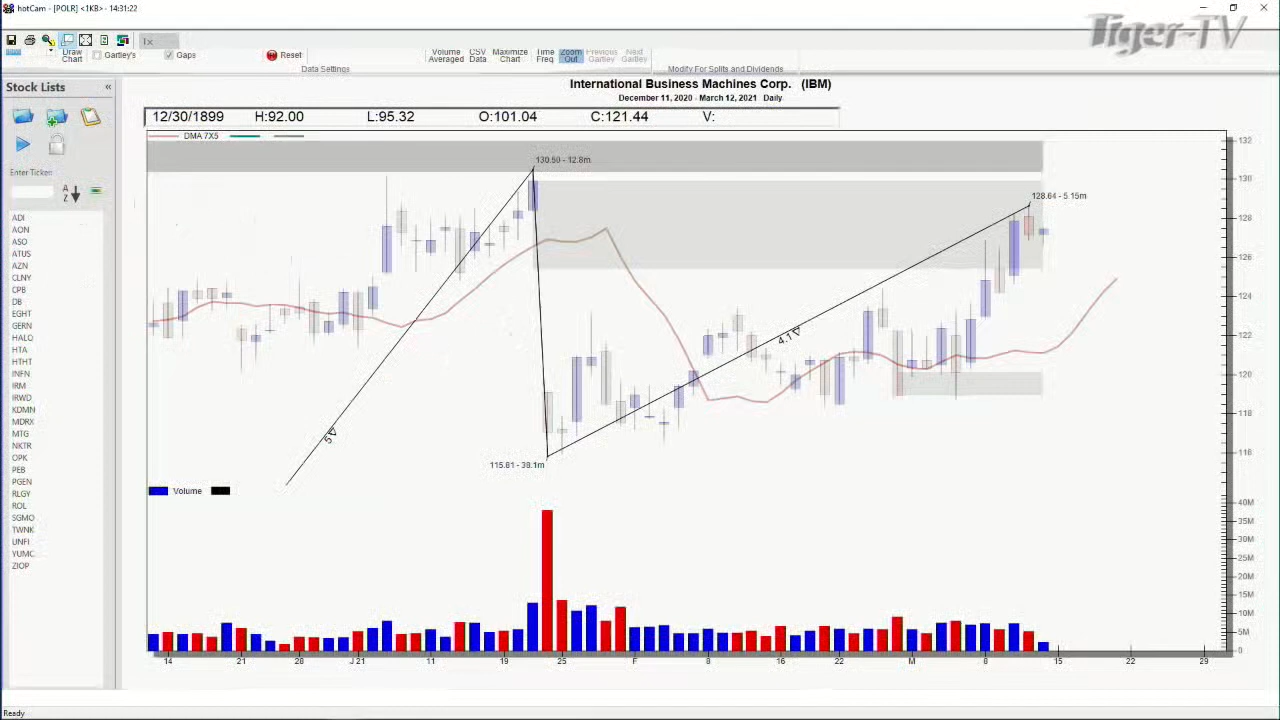 hotCam - [POLR] <1KB> - 14:31:22
Tiger-TV
Draw Chart
Gartley's
Gaps
Reset
Volume Averaged
CSV Data
Maximize Chart
Time Freq
Zoom Out
Previous Gartley
Next Gartley
Data Settings
Modify For Splits and Dividends
Stock Lists «
International Business Machines Corp. (IBM)
December 11, 2020 - March 12, 2021 Daily
12/30/1899 H:92.00 L:95.32 O:101.04 C:121.44 V:
DMA 7X5
Enter Ticker
A
Z
ADI
AON
ASO
ATUS
AZN
CLNY
CPB
DB
EGHT
GERN
HALO
HTA
HTHT
INFN
IRM
IRWD
KDMN
MDRX
MTG
NKTR
OPK
PEB
PGEN
RLGY
ROL
SGMO
TWNK
UNFI
YUMC
ZIOP
130.50 - 12.8m
128.64 - 5.15m
4.1
5
115.81 - 38.1m
132
130
128
126
124
122
120
118
116
Volume
40M
35M
30M
25M
20M
15M
10M
5M
0
14 21 28 J 21 11 19 25 F 8 16 22 M 8 15 22 29
Ready